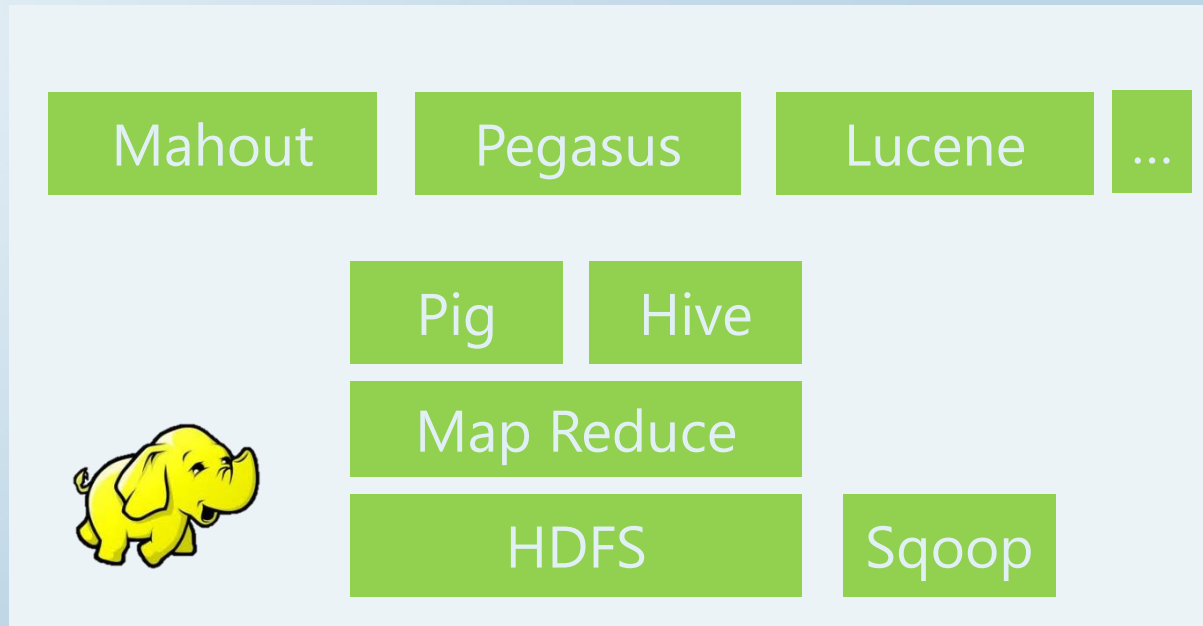 Mahout
Pegasus
Lucene
...
Pig
Hive
Map Reduce
HDFS
Sqoop